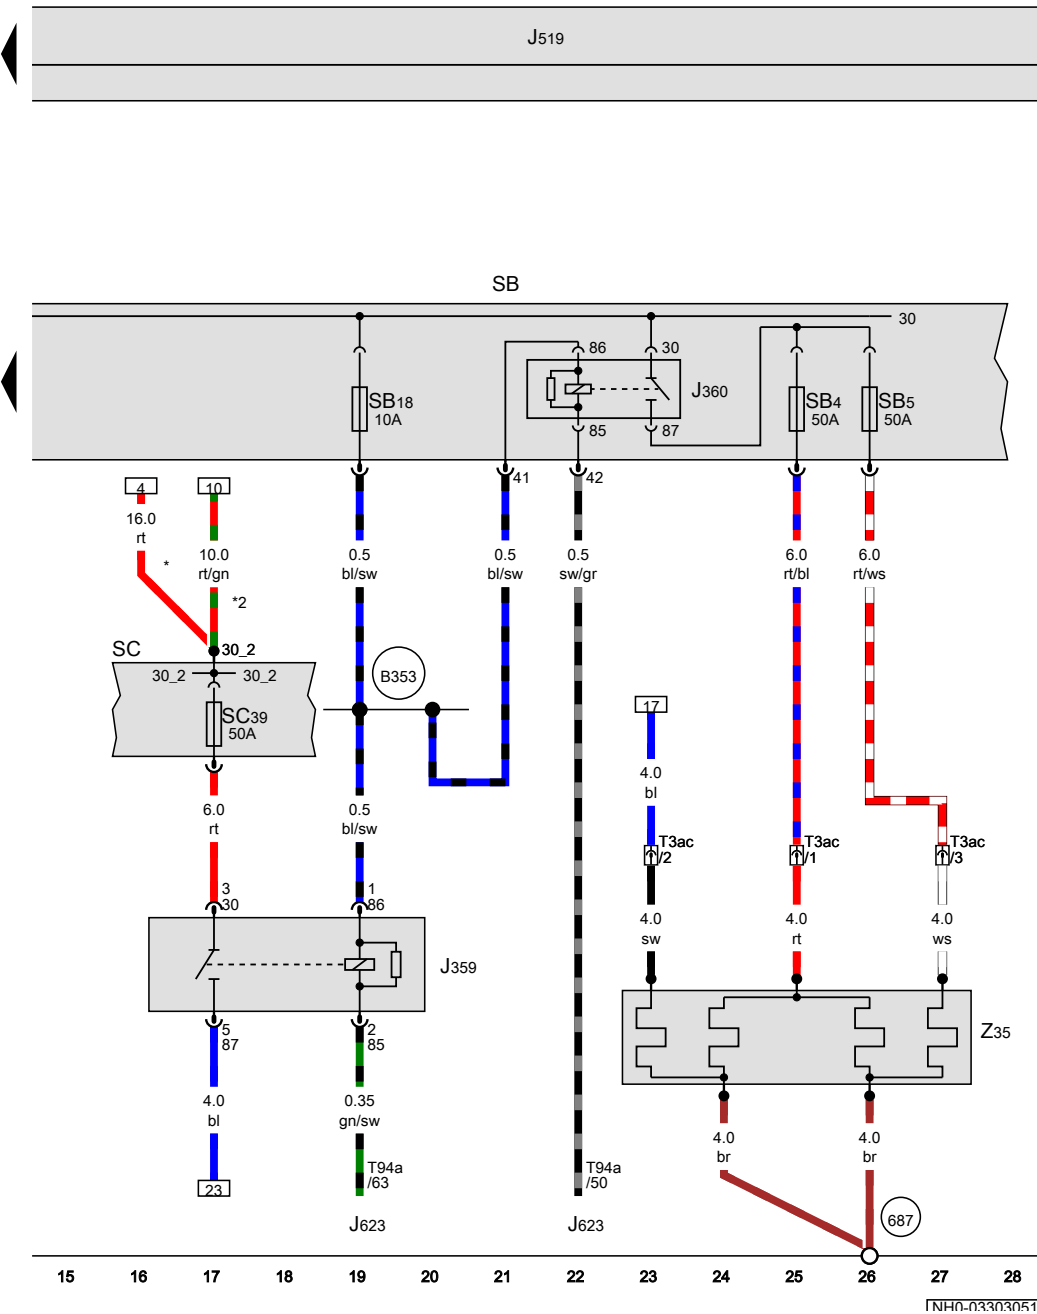 J519
SB
30
86
30
J360
SB18
10A
SB4
50A
SB5
50A
85
87
41
42
4
10
16.0
rt
*
10.0
rt/gn
*2
0.5
bl/sw
0.5
bl/sw
0.5
sw/gr
6.0
rt/bl
6.0
rt/ws
SC
30_2
30_2
30_2
B353
SC39
50A
17
4.0
bl
6.0
rt
0.5
bl/sw
T3ac
/2
T3ac
/1
T3ac
/3
3
30
1
86
4.0
sw
4.0
rt
4.0
ws
J359
Z35
5
87
2
85
4.0
bl
0.35
gn/sw
4.0
br
4.0
br
T94a
/63
T94a
/50
23
J623
J623
687
15
16
17
18
19
20
21
22
23
24
25
26
27
28
NH0-03303051